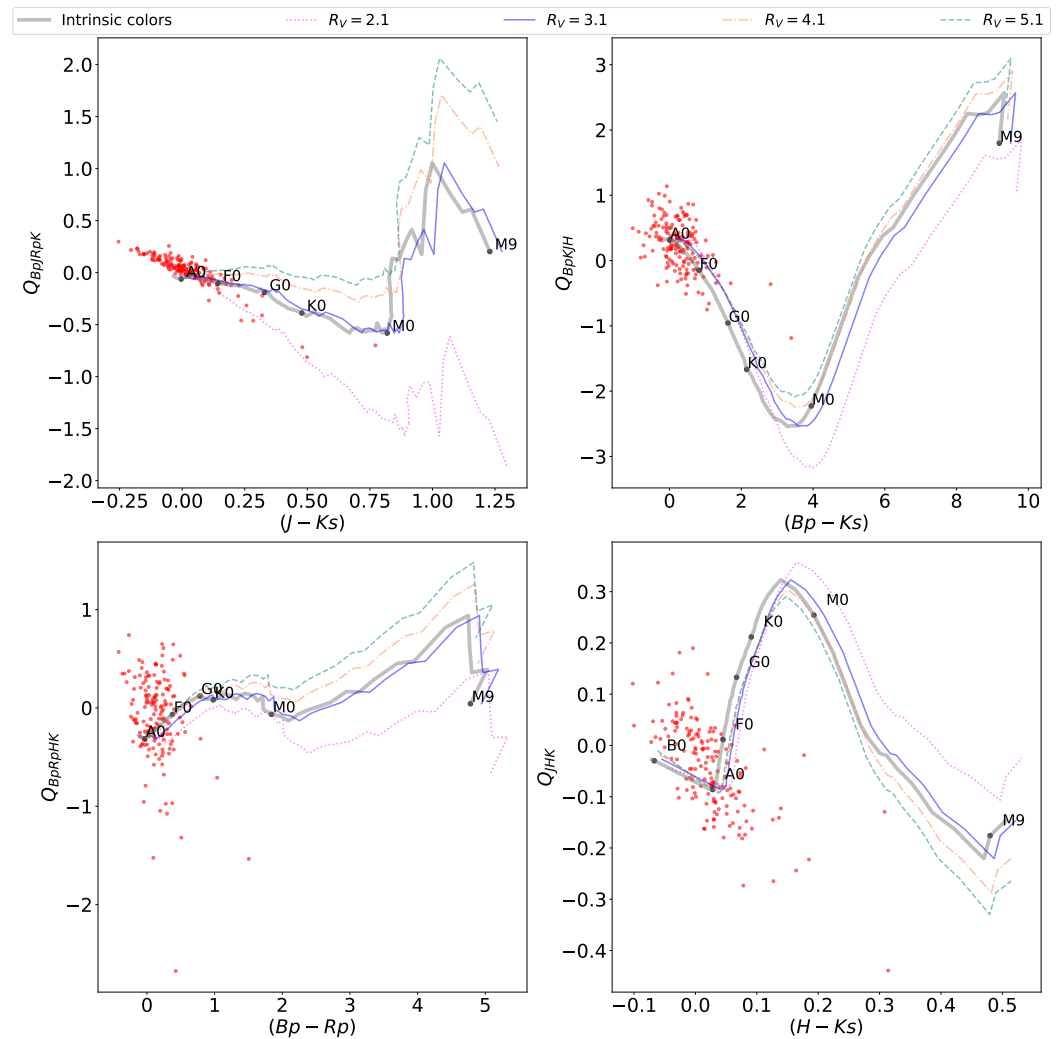 Intrinsic colors R_V = 2.1 R_V = 3.1 R_V = 4.1 R_V = 5.1
Q_BpJRpK
2.0
1.5
1.0
0.5
0.0
−0.5
−1.0
−1.5
−2.0
A0
F0
G0
K0
M0
M9
−0.25 0.00 0.25 0.50 0.75 1.00 1.25 1.50
(J − Ks)
Q_BpKJH
3
2
1
0
−1
−2
−3
A0
F0
G0
K0
M0
M9
0 2 4 6 8 10
(Bp − Ks)
Q_BpRpHK
1
0
−1
−2
A0
F0
G0
K0
M0
M9
0 1 2 3 4 5
(Bp − Rp)
Q_JHK
0.3
0.2
0.1
0.0
−0.1
−0.2
−0.3
−0.4
B0
A0
F0
G0
K0
M0
M9
−0.1 0.0 0.1 0.2 0.3 0.4 0.5
(H − Ks)